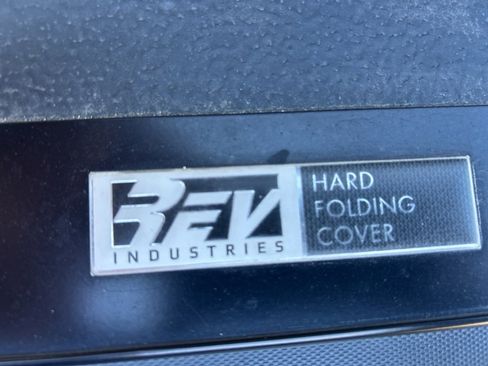 REV
INDUSTRIES
HARD
FOLDING
COVER